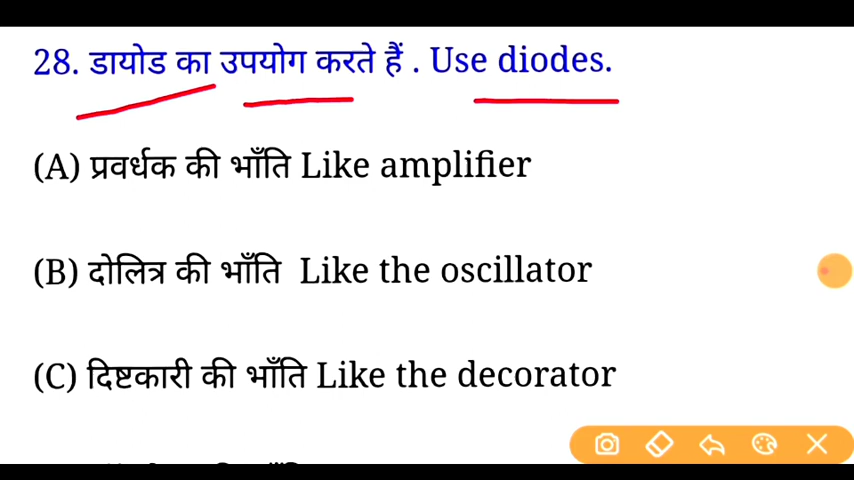 28. डायोड का उपयोग करते हैं . Use diodes.
(A) प्रवर्धक की भाँति Like amplifier
(B) दोलित्र की भाँति Like the oscillator
(C) दिष्टकारी की भाँति Like the decorator